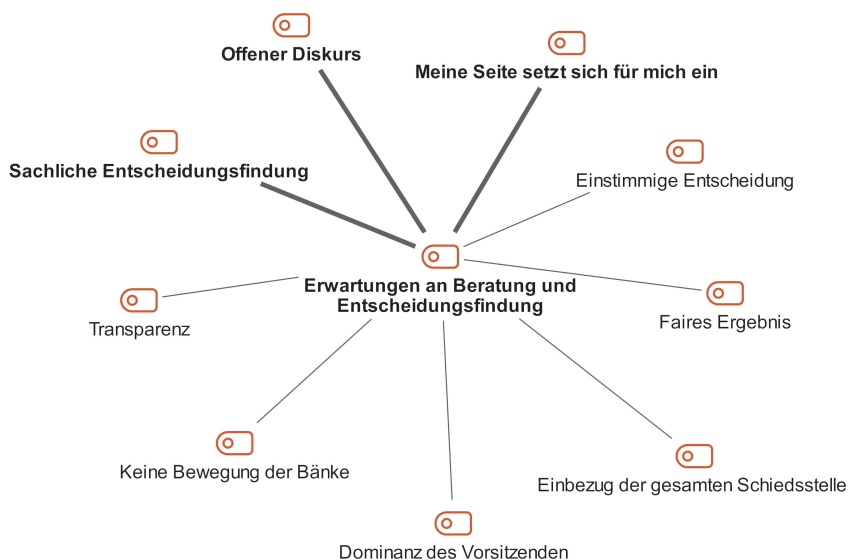 Offener Diskurs
Meine Seite setzt sich für mich ein
Sachliche Entscheidungsfindung
Einstimmige Entscheidung
Erwartungen an Beratung und
Entscheidungsfindung
Transparenz
Faires Ergebnis
Keine Bewegung der Bänke
Einbezug der gesamten Schiedsstelle
Dominanz des Vorsitzenden